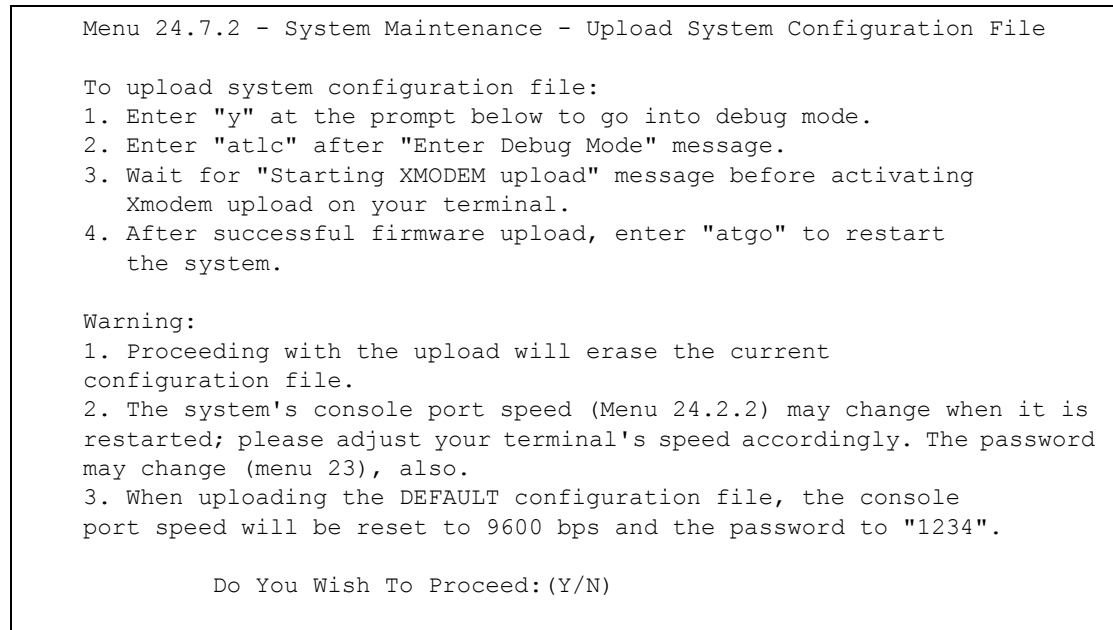 Menu 24.7.2 - System Maintenance - Upload System Configuration File
To upload system configuration file:
1. Enter "y" at the prompt below to go into debug mode.
2. Enter "atlc" after "Enter Debug Mode" message.
3. Wait for "Starting XMODEM upload" message before activating
Xmodem upload on your terminal.
4. After successful firmware upload, enter "atgo" to restart
the system.
Warning:
1. Proceeding with the upload will erase the current
configuration file.
2. The system's console port speed (Menu 24.2.2) may change when it is
restarted; please adjust your terminal's speed accordingly. The password
may change (menu 23), also.
3. When uploading the DEFAULT configuration file, the console
port speed will be reset to 9600 bps and the password to "1234".
Do You Wish To Proceed:(Y/N)